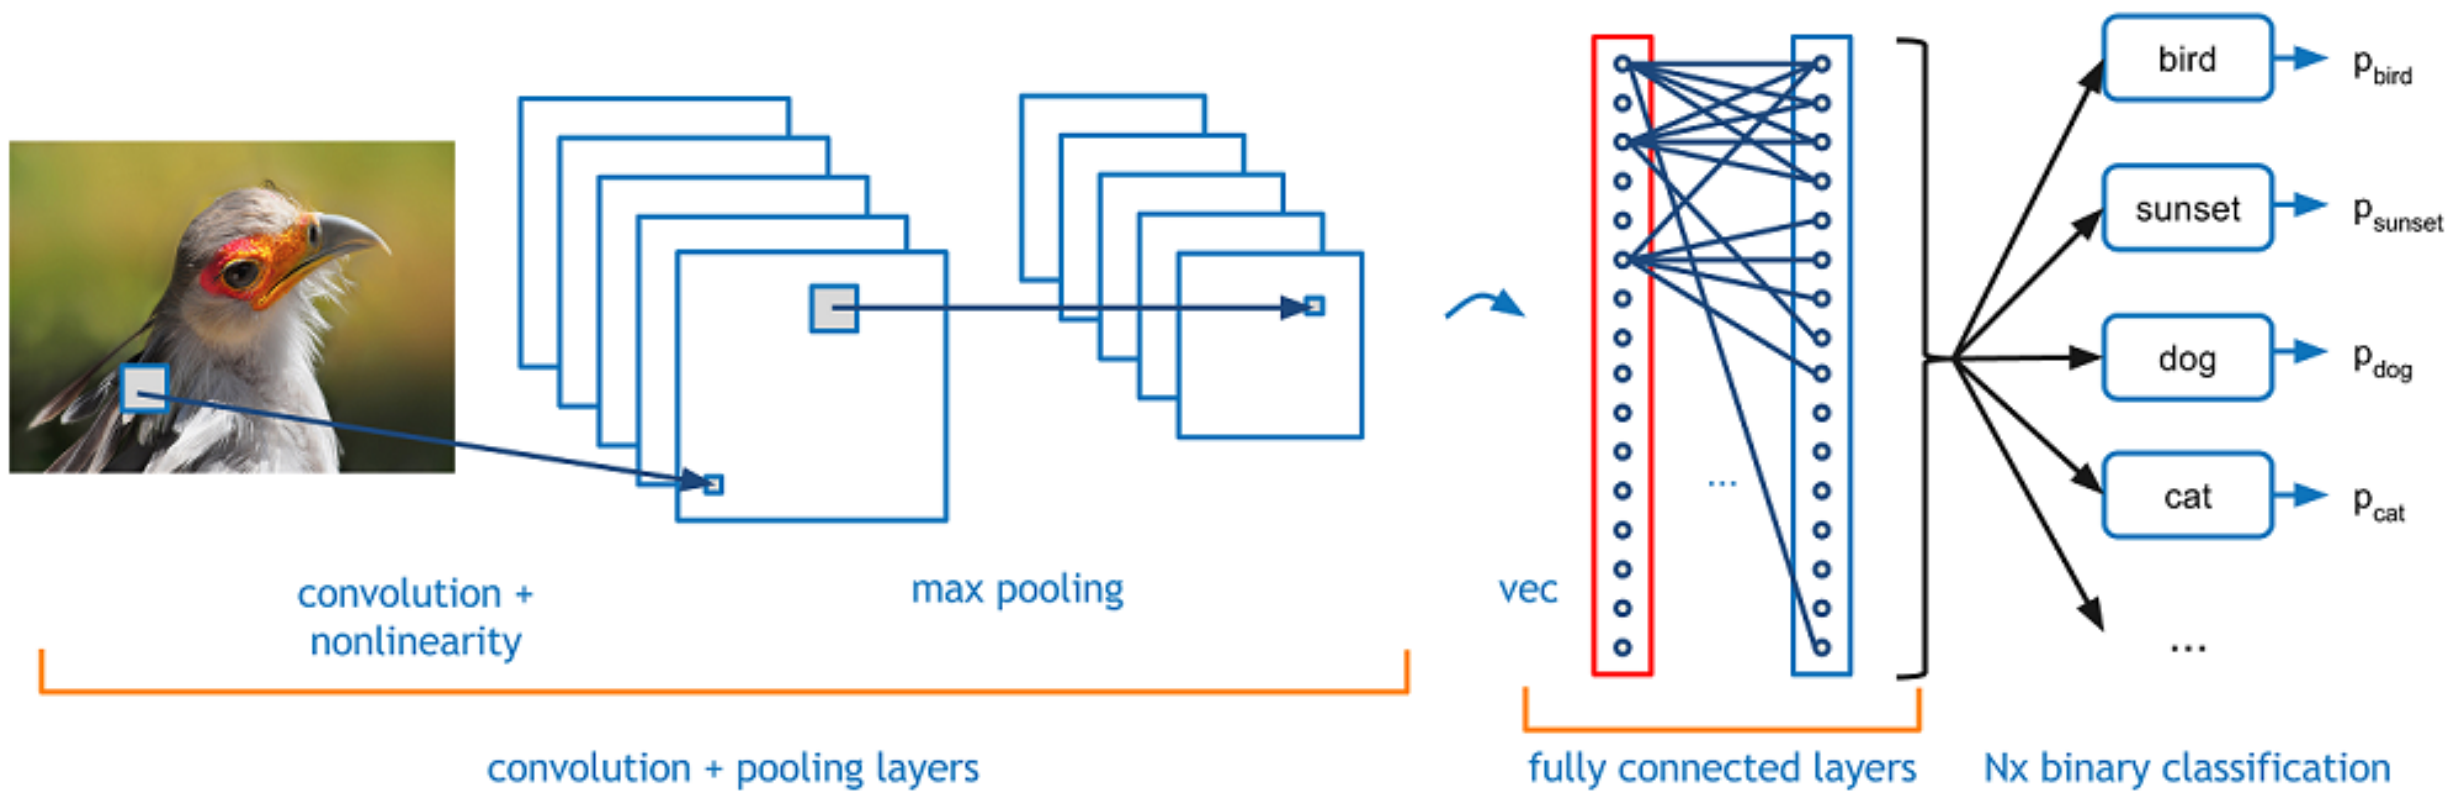 bird
p_bird
sunset
p_sunset
dog
p_dog
cat
p_cat
...
...
convolution +
nonlinearity
max pooling
vec
convolution + pooling layers
fully connected layers
Nx binary classification